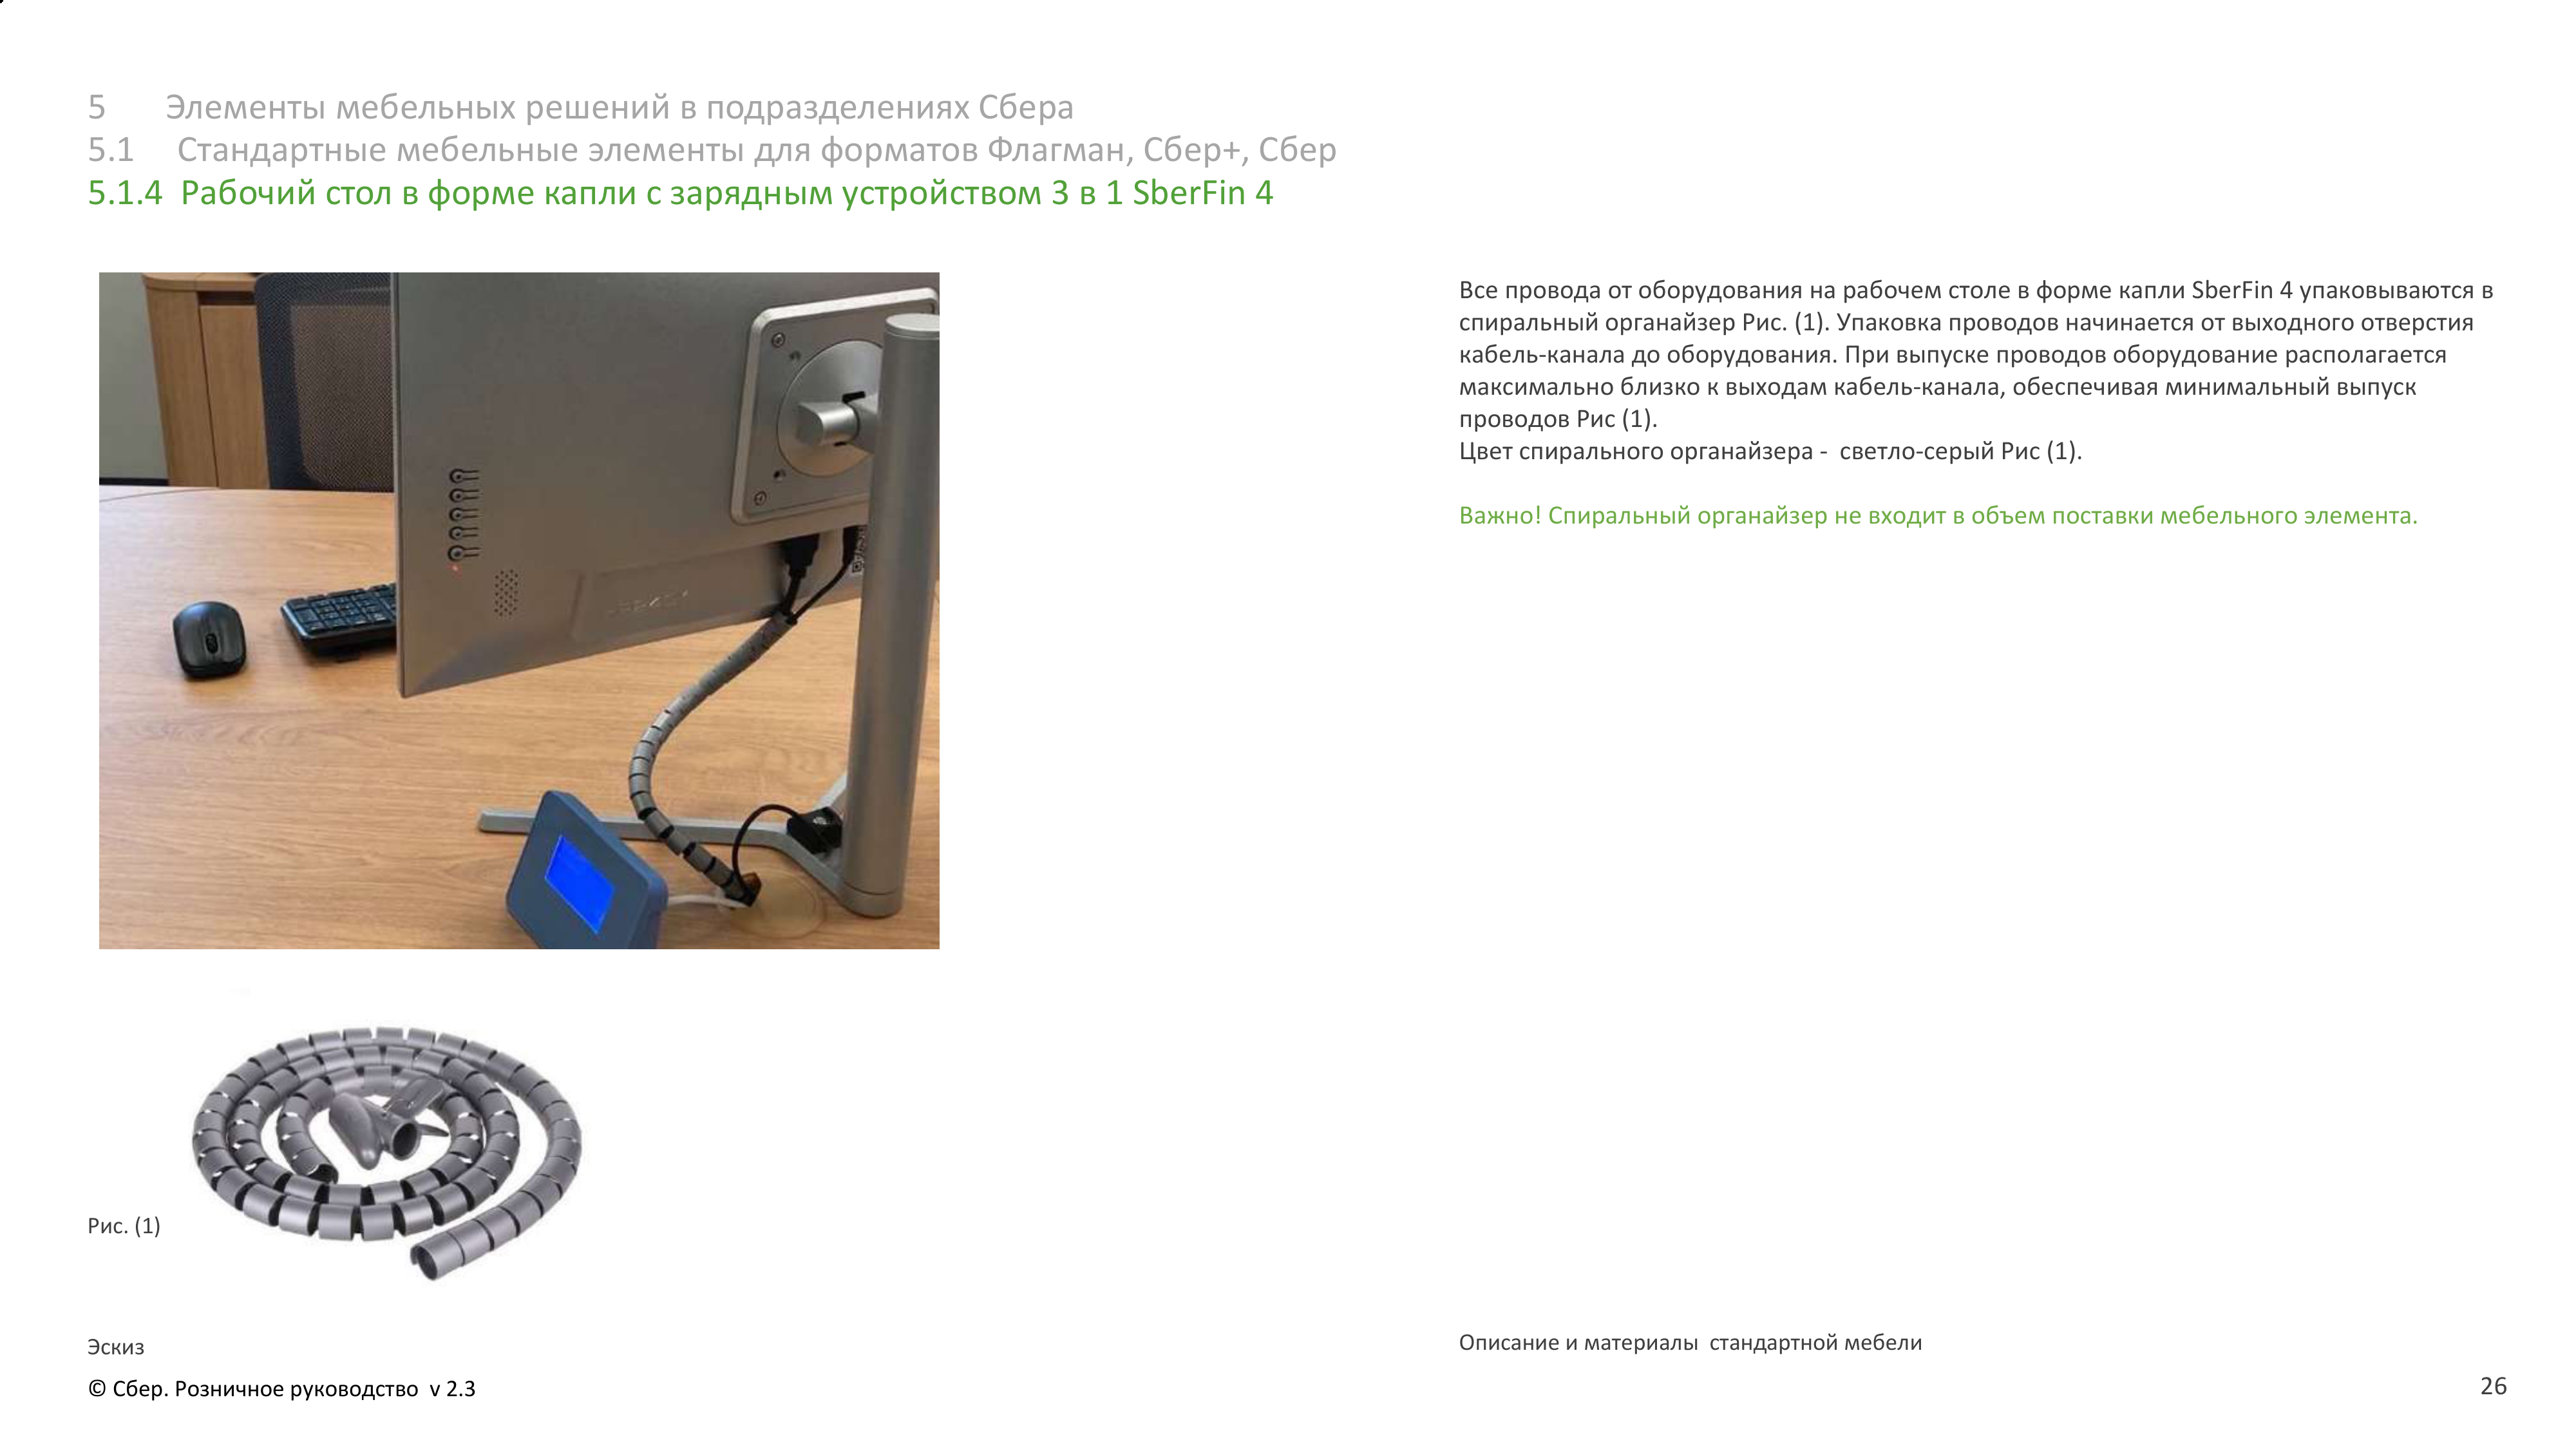 5 Элементы мебельных решений в подразделениях Сбера
5.1 Стандартные мебельные элементы для форматов Флагман, Сбер+, Сбер
5.1.4 Рабочий стол в форме капли с зарядным устройством 3 в 1 SberFin 4
Все провода от оборудования на рабочем столе в форме капли SberFin 4 упаковываются в
спиральный органайзер Рис. (1). Упаковка проводов начинается от выходного отверстия
кабель-канала до оборудования. При выпуске проводов оборудование располагается
максимально близко к выходам кабель-канала, обеспечивая минимальный выпуск
проводов Рис (1).
Цвет спирального органайзера - светло-серый Рис (1).
Важно! Спиральный органайзер не входит в объем поставки мебельного элемента.
Рис. (1)
Эскиз
Описание и материалы стандартной мебели
© Сбер. Розничное руководство v 2.3
26